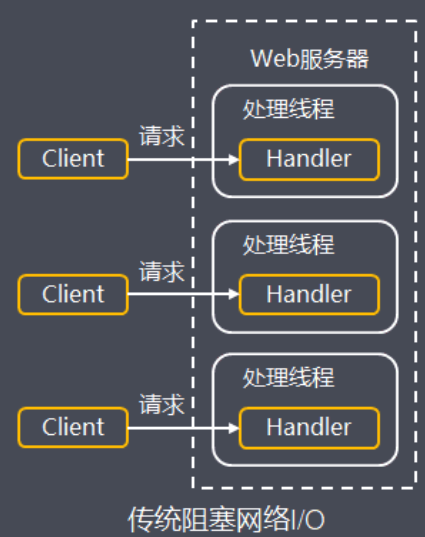 Web服务器
处理线程
请求
Client
Handler
处理线程
请求
Client
Handler
处理线程
请求
Client
Handler
传统阻塞网络I/O